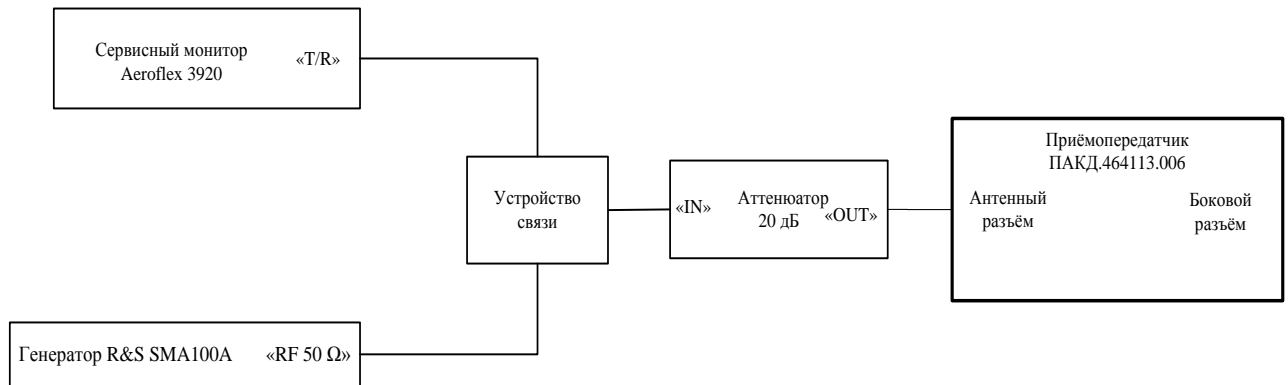 Сервисный монитор
Aeroflex 3920
«T/R»
Устройство
связи
«IN»
Аттенюатор
20 дБ
«OUT»
Приёмопередатчик
ПАКД.464113.006
Антенный
разъём
Боковой
разъём
Генератор R&S SMA100A
«RF 50 Ω»